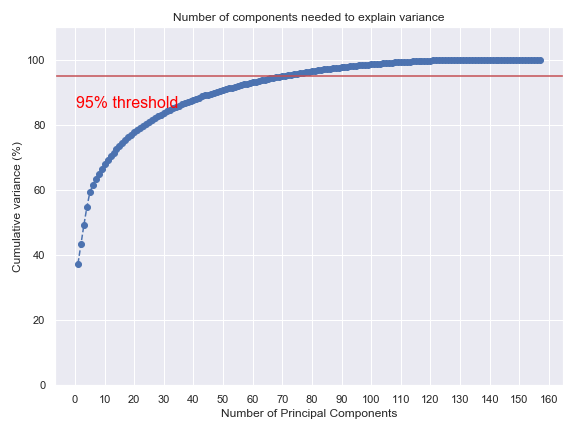 Number of components needed to explain variance
Cumulative variance (%)
100
80
60
40
20
0
95% threshold
0 10 20 30 40 50 60 70 80 90 100 110 120 130 140 150 160
Number of Principal Components